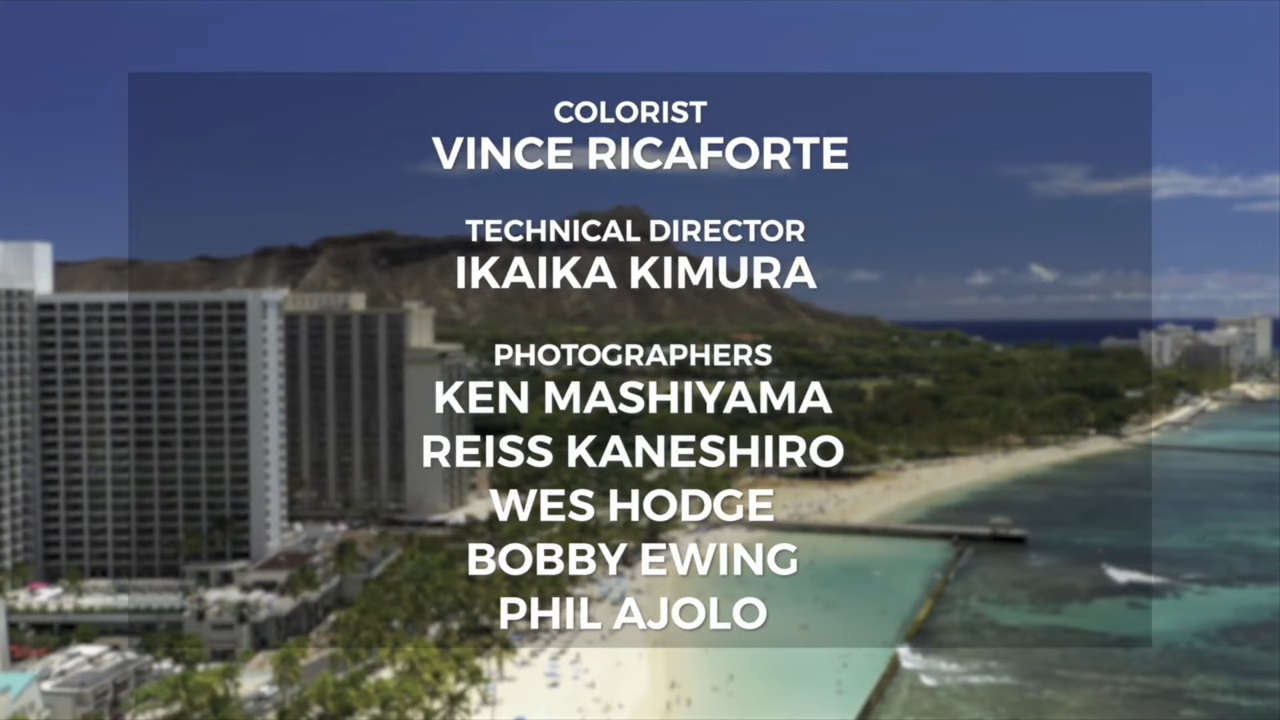 COLORIST
VINCE RICAFORTE
TECHNICAL DIRECTOR
IKAIKA KIMURA
PHOTOGRAPHERS
KEN MASHIYAMA
REISS KANESHIRO
WES HODGE
BOBBY EWING
PHIL AJOLO